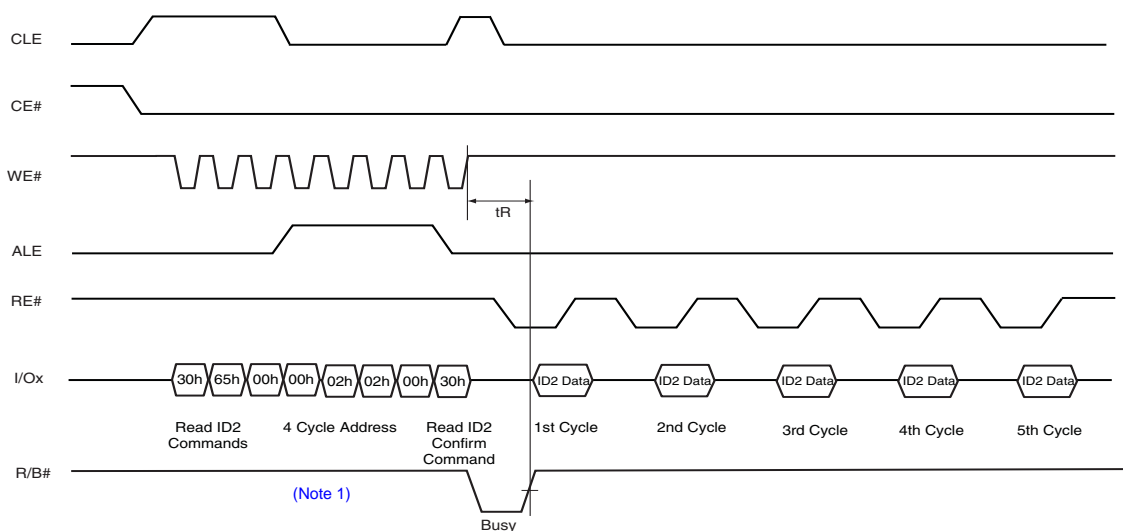 CLE
CE#
WE#
tR
ALE
RE#
I/Ox
30h 65h 00h 00h 02h 02h 00h 30h ID2 Data ID2 Data ID2 Data ID2 Data ID2 Data
Read ID2 Commands
4 Cycle Address
Read ID2 Confirm Command
1st Cycle
2nd Cycle
3rd Cycle
4th Cycle
5th Cycle
R/B#
(Note 1)
Busy